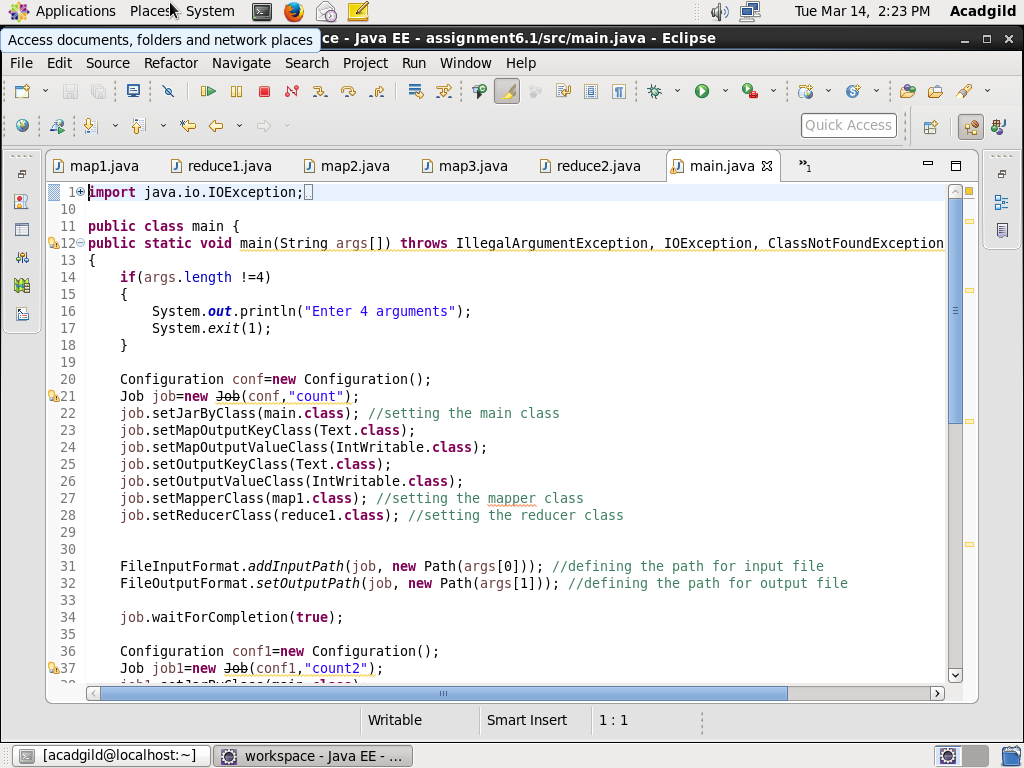 Applications Places System Tue Mar 14, 2:23 PM Acadgild
Access documents, folders and network places
ce - Java EE - assignment6.1/src/main.java - Eclipse
File Edit Source Refactor Navigate Search Project Run Window Help
Quick Access
map1.java reduce1.java map2.java map3.java reduce2.java main.java »1
1 import java.io.IOException;
10
11 public class main {
12 public static void main(String args[]) throws IllegalArgumentException, IOException, ClassNotFoundException
13 {
14 if(args.length !=4)
15 {
16 System.out.println("Enter 4 arguments");
17 System.exit(1);
18 }
19
20 Configuration conf=new Configuration();
21 Job job=new Job(conf,"count");
22 job.setJarByClass(main.class); //setting the main class
23 job.setMapOutputKeyClass(Text.class);
24 job.setMapOutputValueClass(IntWritable.class);
25 job.setOutputKeyClass(Text.class);
26 job.setOutputValueClass(IntWritable.class);
27 job.setMapperClass(map1.class); //setting the mapper class
28 job.setReducerClass(reduce1.class); //setting the reducer class
29
30
31 FileInputFormat.addInputPath(job, new Path(args[0])); //defining the path for input file
32 FileOutputFormat.setOutputPath(job, new Path(args[1])); //defining the path for output file
33
34 job.waitForCompletion(true);
35
36 Configuration conf1=new Configuration();
37 Job job1=new Job(conf1,"count2");
Writable Smart Insert 1 : 1
[acadgild@localhost:~] workspace - Java EE - ...